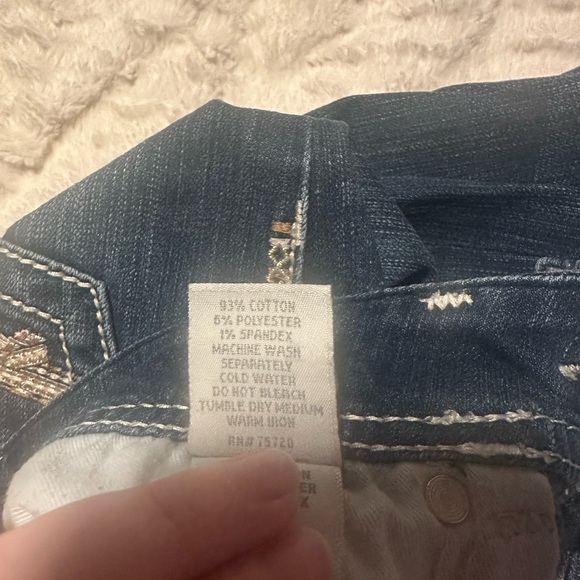 93% COTTON
6% POLYESTER
1% SPANDEX
MACHINE WASH
SEPARATELY
COLD WATER
DO NOT BLEACH
TUMBLE DRY MEDIUM
WARM IRON
RN# 75720